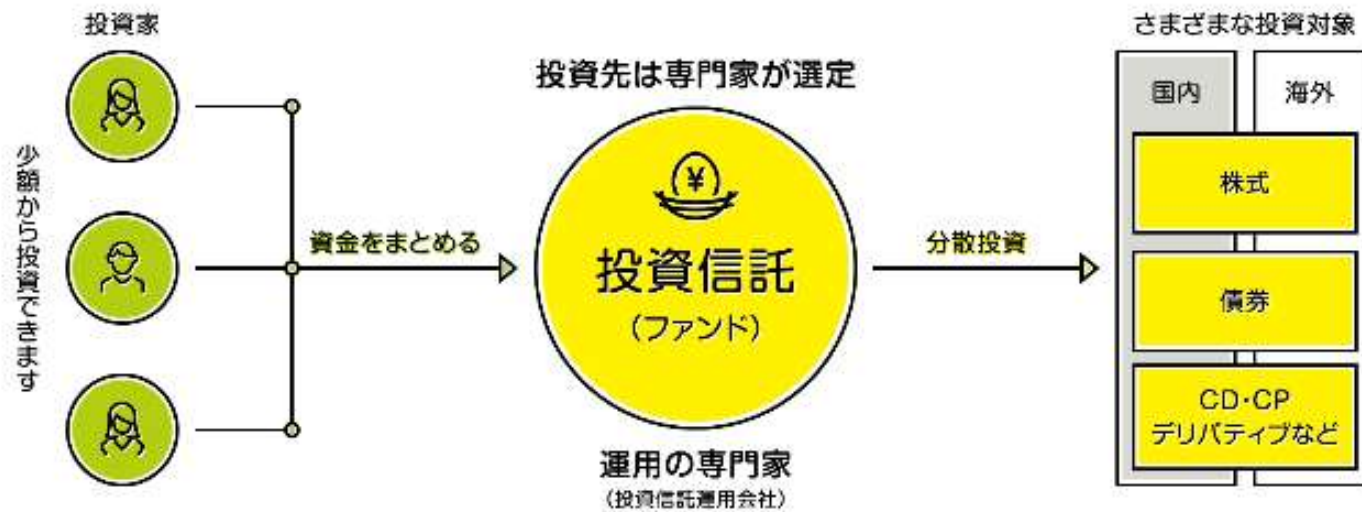 投資家
少額から投資できます
資金をまとめる
投資先は専門家が選定
¥
投資信託
(ファンド)
運用の専門家
(投資信託運用会社)
分散投資
さまざまな投資対象
国内
海外
株式
債券
CD・CP
デリバティブなど